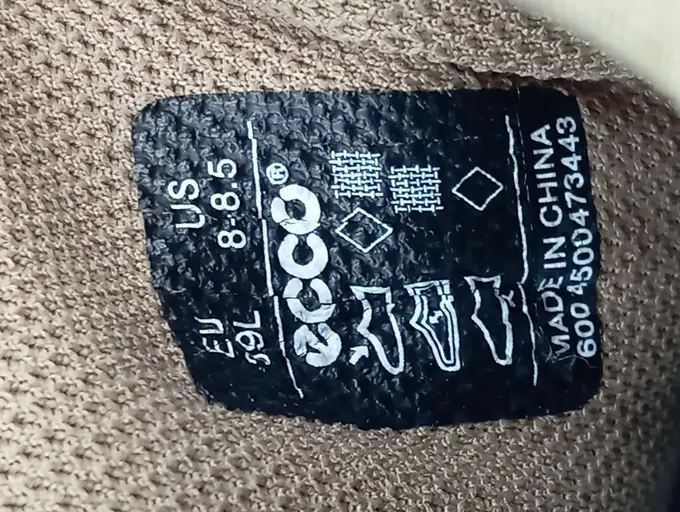 EU US
39L 8-8.5
ecco®
MADE IN CHINA
600 4500473443